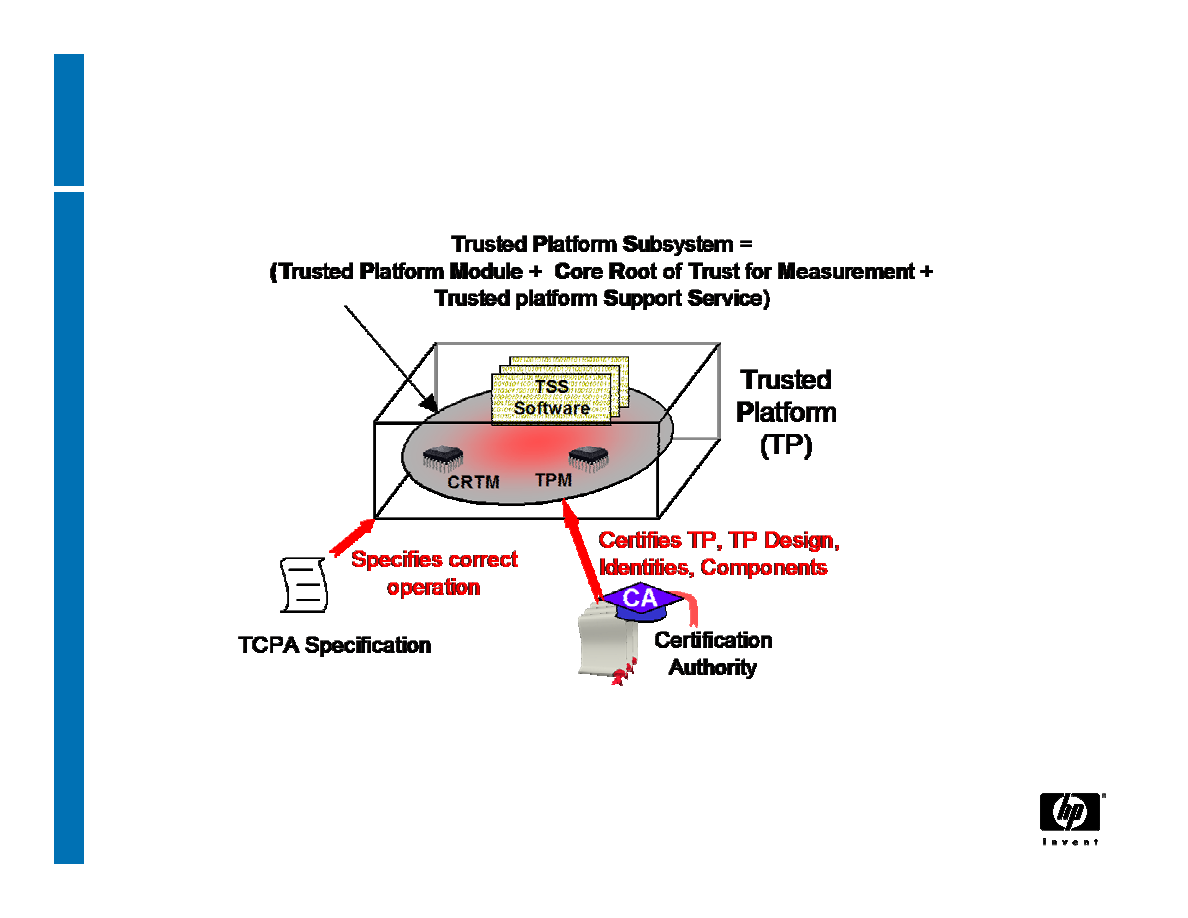 Trusted Platform Subsystem =
(Trusted Platform Module + Core Root of Trust for Measurement +
Trusted platform Support Service)
TSS
Software
Trusted
Platform
(TP)
CRTM
TPM
Specifies correct
operation
Certifies TP, TP Design,
Identities, Components
CA
TCPA Specification
Certification
Authority
hp
invent